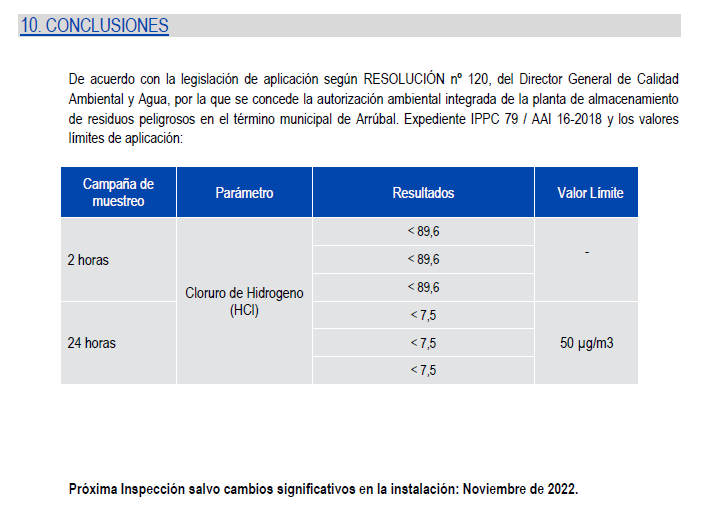 10. CONCLUSIONES
De acuerdo con la legislación de aplicación según RESOLUCIÓN nº 120, del Director General de Calidad
Ambiental y Agua, por la que se concede la autorización ambiental integrada de la planta de almacenamiento
de residuos peligrosos en el término municipal de Arrúbal. Expediente IPPC 79 / AAI 16-2018 y los valores
límites de aplicación:
Campaña de
muestreo
Parámetro
Resultados
Valor Límite
2 horas
Cloruro de Hidrogeno
(HCl)
< 89,6
< 89,6
< 89,6
-
24 horas
< 7,5
< 7,5
< 7,5
50 µg/m3
Próxima Inspección salvo cambios significativos en la instalación: Noviembre de 2022.